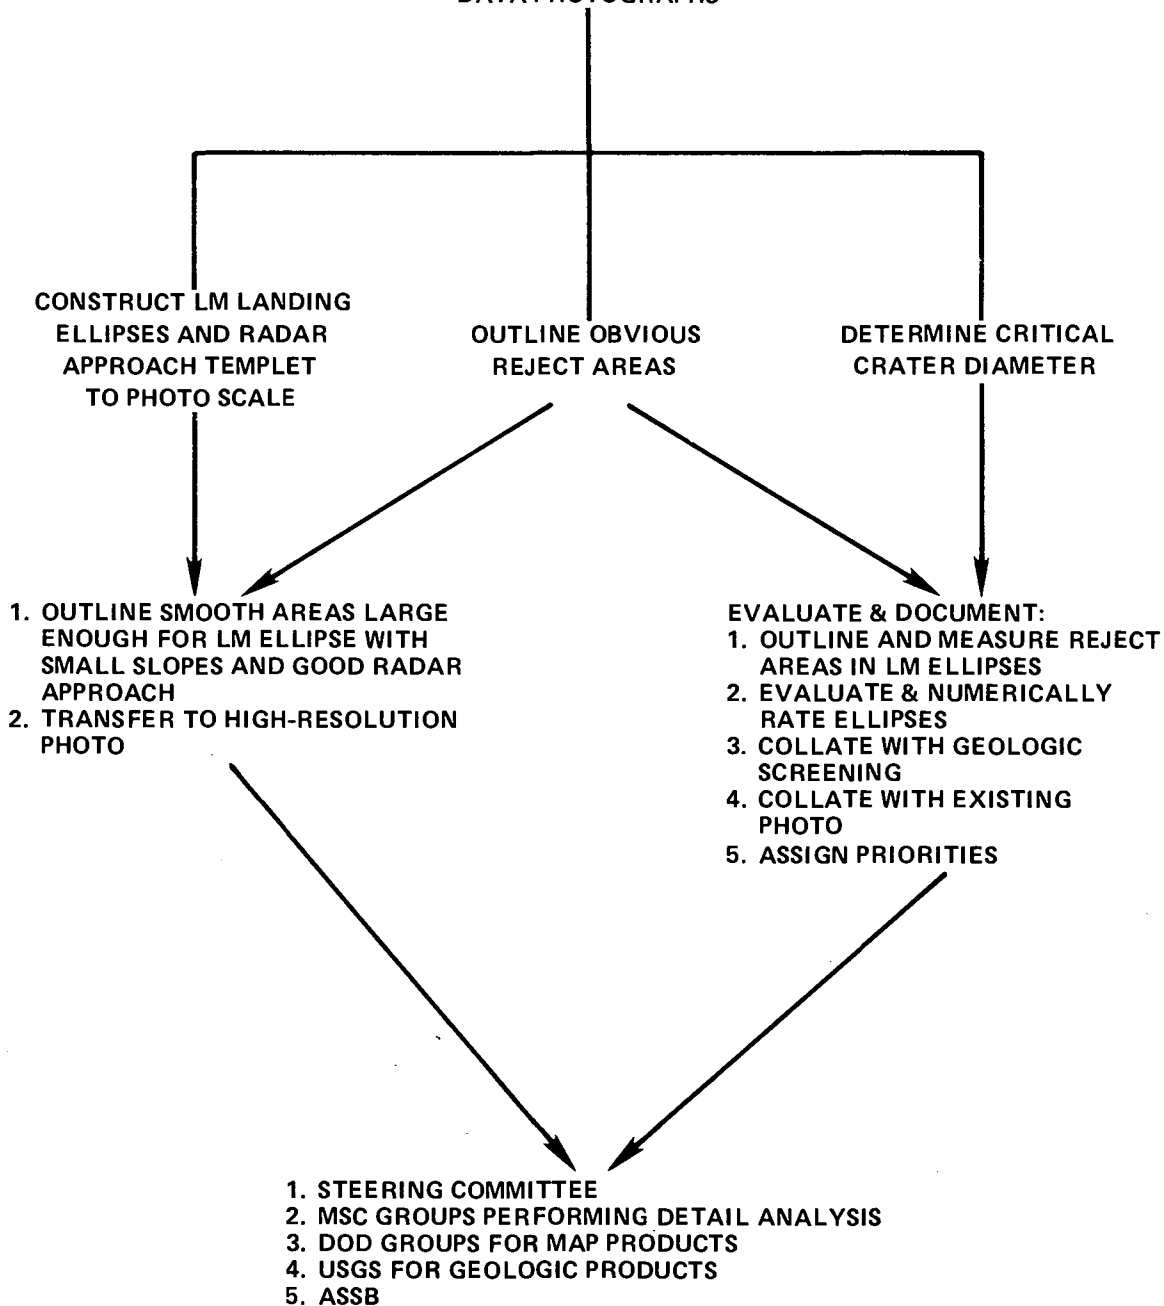 DATA PHOTOGRAPHS
CONSTRUCT LM LANDING
ELLIPSES AND RADAR
APPROACH TEMPLET
TO PHOTO SCALE
OUTLINE OBVIOUS
REJECT AREAS
DETERMINE CRITICAL
CRATER DIAMETER
1. OUTLINE SMOOTH AREAS LARGE
ENOUGH FOR LM ELLIPSE WITH
SMALL SLOPES AND GOOD RADAR
APPROACH
2. TRANSFER TO HIGH-RESOLUTION
PHOTO
EVALUATE & DOCUMENT:
1. OUTLINE AND MEASURE REJECT
AREAS IN LM ELLIPSES
2. EVALUATE & NUMERICALLY
RATE ELLIPSES
3. COLLATE WITH GEOLOGIC
SCREENING
4. COLLATE WITH EXISTING
PHOTO
5. ASSIGN PRIORITIES
1. STEERING COMMITTEE
2. MSC GROUPS PERFORMING DETAIL ANALYSIS
3. DOD GROUPS FOR MAP PRODUCTS
4. USGS FOR GEOLOGIC PRODUCTS
5. ASSB